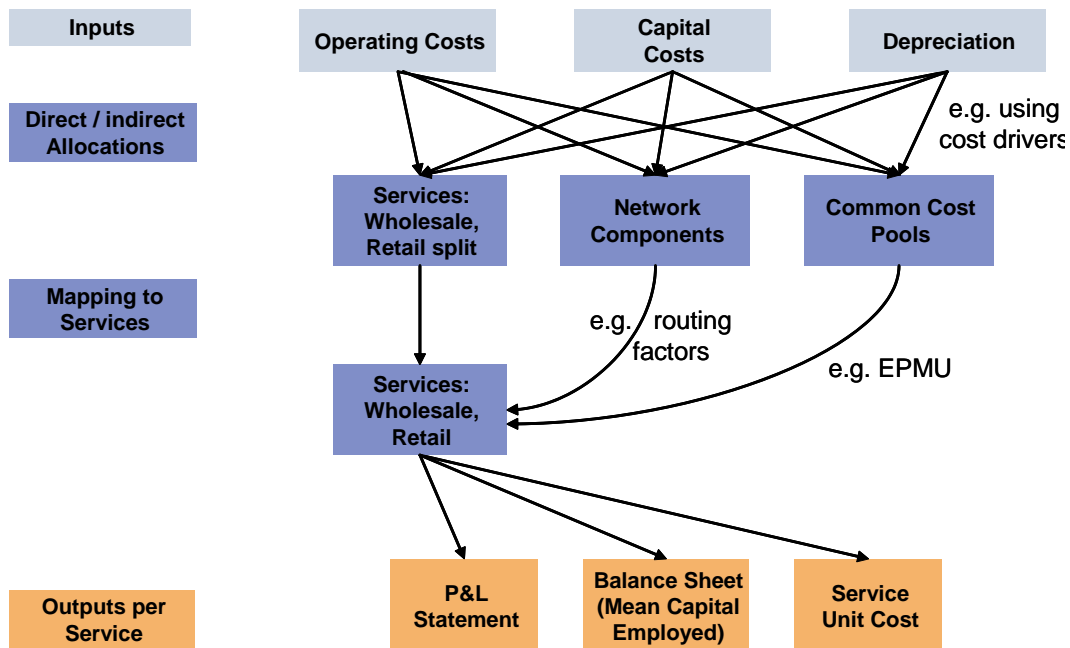 Inputs
Operating Costs
Capital
Costs
Depreciation
Direct / indirect
Allocations
e.g. using
cost drivers
Services:
Wholesale,
Retail split
Network
Components
Common Cost
Pools
Mapping to
Services
e.g. routing
factors
e.g. EPMU
Services:
Wholesale,
Retail
Outputs per
Service
P&L
Statement
Balance Sheet
(Mean Capital
Employed)
Service
Unit Cost